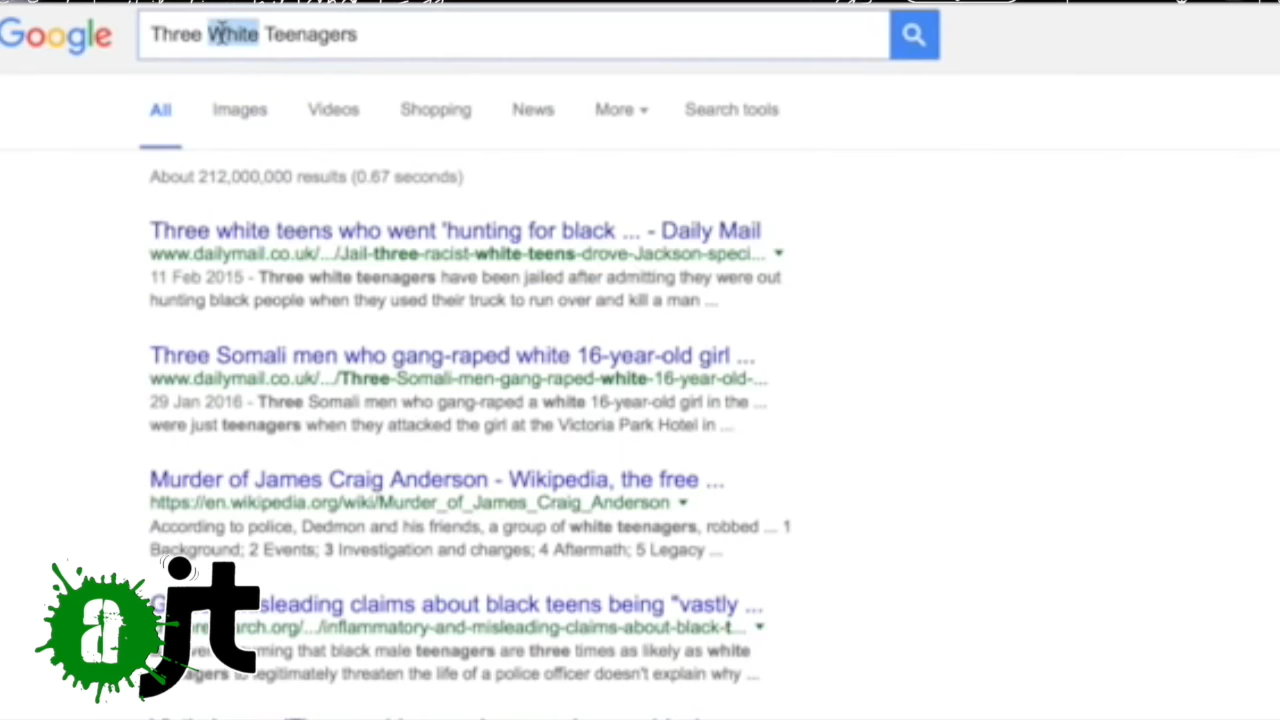 Google
Three White Teenagers
All Images Videos Shopping News More Search tools
About 212,000,000 results (0.67 seconds)
Three white teens who went 'hunting for black ... - Daily Mail
www.dailymail.co.uk/.../Jail-three-racist-white-teens-drove-Jackson-speci...
11 Feb 2015 - Three white teenagers have been jailed after admitting they were out
hunting black people when they used their truck to run over and kill a man ...
Three Somali men who gang-raped white 16-year-old girl ...
www.dailymail.co.uk/.../Three-Somali-men-gang-raped-white-16-year-old-...
29 Jan 2016 - Three Somali men who gang-raped a white 16-year-old girl in the ...
were just teenagers when they attacked the girl at the Victoria Park Hotel in ...
Murder of James Craig Anderson - Wikipedia, the free ...
https://en.wikipedia.org/wiki/Murder_of_James_Craig_Anderson
According to police, Dedmon and his friends, a group of white teenagers, robbed ... 1
Background; 2 Events; 3 Investigation and charges; 4 Aftermath; 5 Legacy ...
claims about black teens being "vastly ...
/.../inflammatory-and-misleading-claims-about-black-t...
that black male teenagers are three times as likely as white
legitimately threaten the life of a police officer doesn't explain why ...
a jt